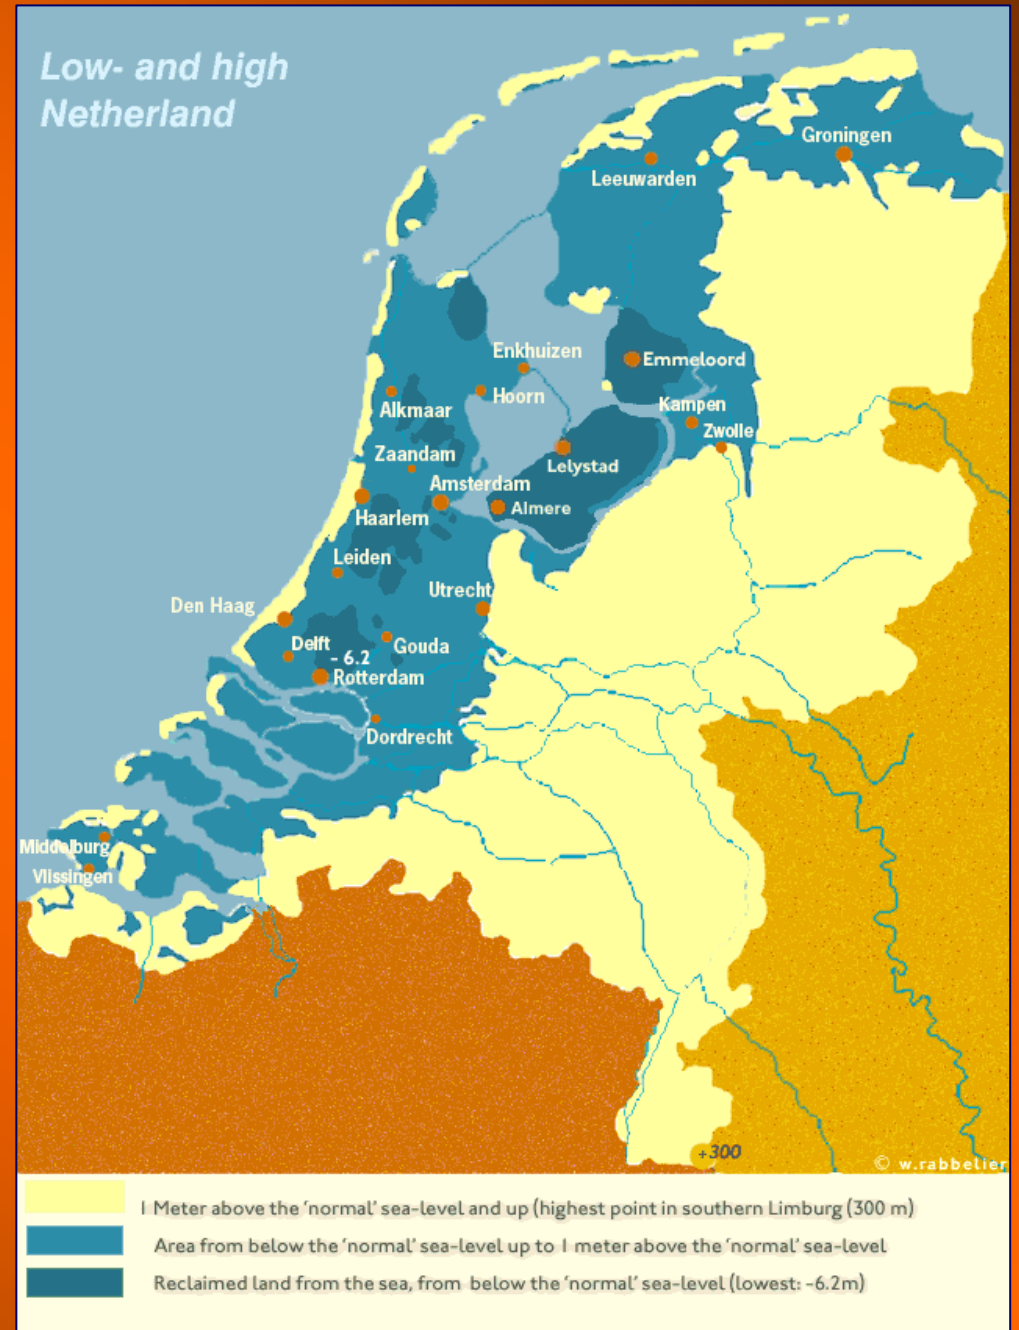 Low- and high
Netherland
Groningen
Leeuwarden
Enkhuizen
Emmeloord
Hoorn
Kampen
Alkmaar
Zwolle
Zaandam
Lelystad
Amsterdam
Almere
Haarlem
Leiden
Utrecht
Den Haag
Delft
Gouda
- 6.2
Rotterdam
Dordrecht
Middelburg
Vlissingen
+300
© w.rabbelier
1 Meter above the 'normal' sea-level and up (highest point in southern Limburg (300 m)
Area from below the 'normal' sea-level up to 1 meter above the 'normal' sea-level
Reclaimed land from the sea, from below the 'normal' sea-level (lowest: -6.2m)